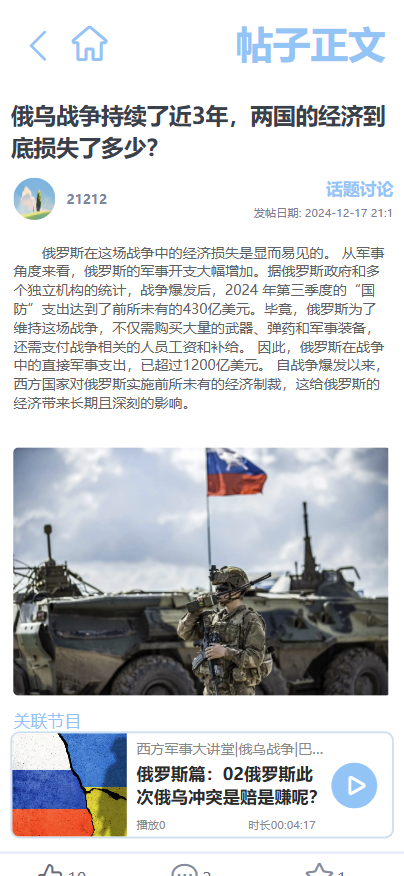 帖子正文
俄乌战争持续了近3年，两国的经济到
底损失了多少？
21212
话题讨论
发帖日期: 2024-12-17 21:1
俄罗斯在这场战争中的经济损失是显而易见的。 从军事
角度来看，俄罗斯的军事开支大幅增加。据俄罗斯政府和多
个独立机构的统计，战争爆发后，2024 年第三季度的“国
防”支出达到了前所未有的430亿美元。毕竟，俄罗斯为了
维持这场战争，不仅需购买大量的武器、弹药和军事装备，
还需支付战争相关的人员工资和补给。 因此，俄罗斯在战争
中的直接军事支出，已超过1200亿美元。 自战争爆发以来，
西方国家对俄罗斯实施前所未有的经济制裁，这给俄罗斯的
经济带来长期且深刻的影响。
关联节目
西方军事大讲堂|俄乌战争|巴...
俄罗斯篇：02俄罗斯此
次俄乌冲突是赔是赚呢？
播放0 时长00:04:17